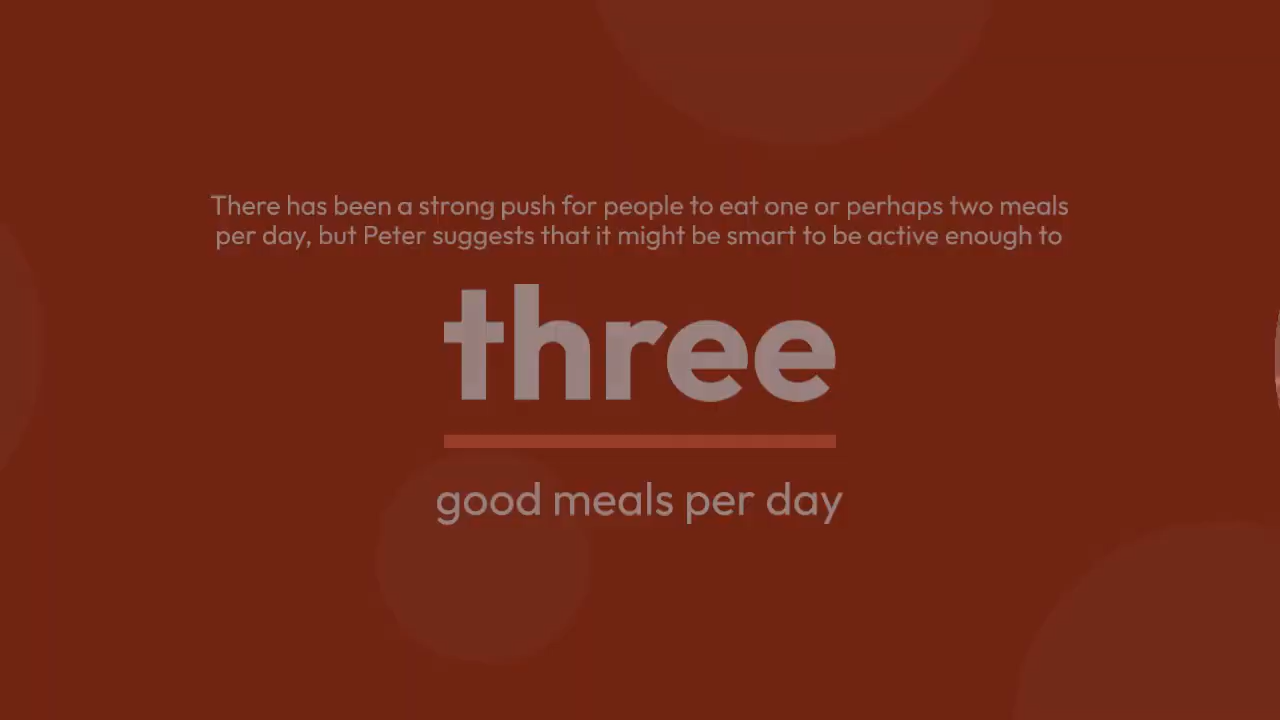 There has been a strong push for people to eat one or perhaps two meals
per day, but Peter suggests that it might be smart to be active enough to
three
good meals per day